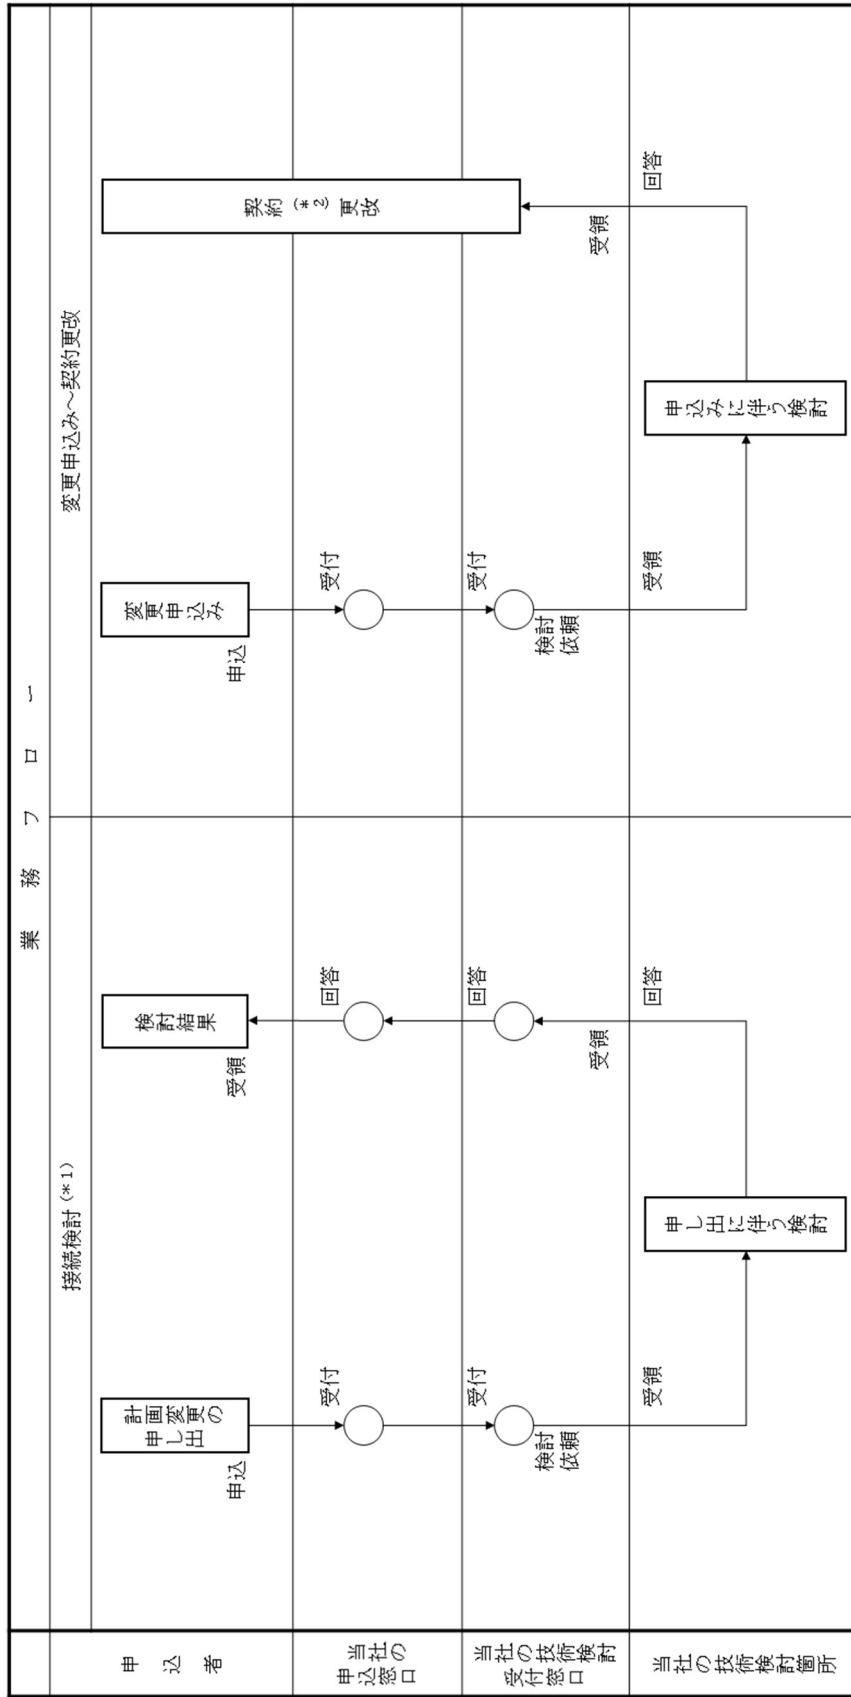 業務フロー
接続検討(*1)
変更申込み～契約更改
申込者
計画変更の
申し出
申込
検討結果
受領
変更申込み
申込
契約(*2)更改
当社の
申込窓口
受付
回答
受付
当社の技術検討
受付窓口
受付
検討
依頼
回答
受領
受付
検討
依頼
受領
当社の技術検討箇所
受領
申し出に伴う検討
回答
受領
申込みに伴う検討
回答